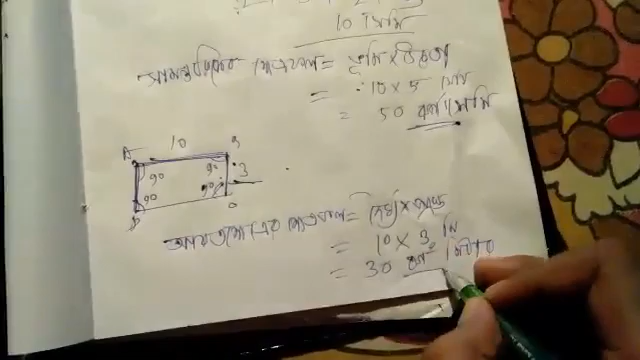 10 সেমি
সামন্তরিকের ক্ষেত্রফল = ভূমি × উচ্চতা
= 10 × 5 সেমি
= 50 বর্গ সেমি
A 10 B
90 90 3
90 90 C
D
আয়তক্ষেত্রের ক্ষেত্রফল = দৈর্ঘ্য × প্রস্থ
= 10 × 3 মি
= 30 বর্গ মিটার